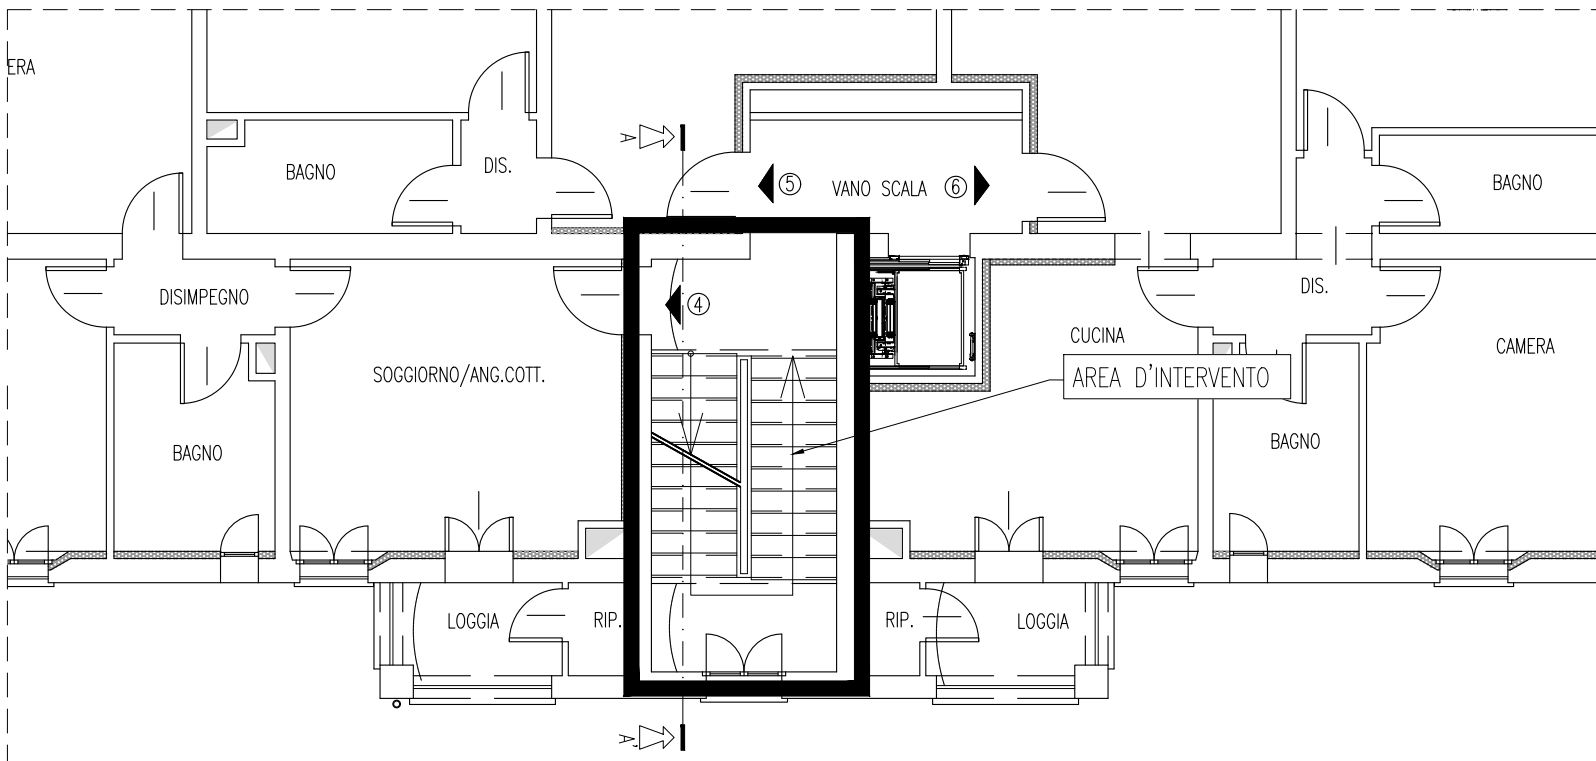 ERA
BAGNO
DIS.
A
5
VANO SCALA
6
BAGNO
DISIMPEGNO
4
DIS.
CUCINA
CAMERA
SOGGIORNO/ANG.COTT.
AREA D'INTERVENTO
BAGNO
BAGNO
LOGGIA
RIP.
RIP.
LOGGIA
A'